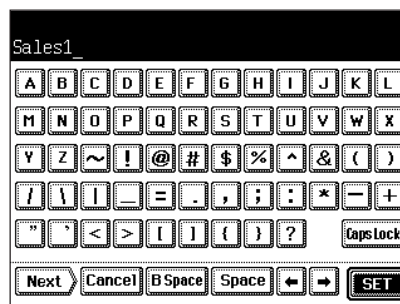 Sales1_
A B C D E F G H I J K L
M N O P Q R S T U V W X
Y Z ~ ! @ # $ % ^ & ( )
/ \ | _ = . , ; : * - +
" ' < > [ ] { } ? Caps Lock
Next Cancel B Space Space ← → SET